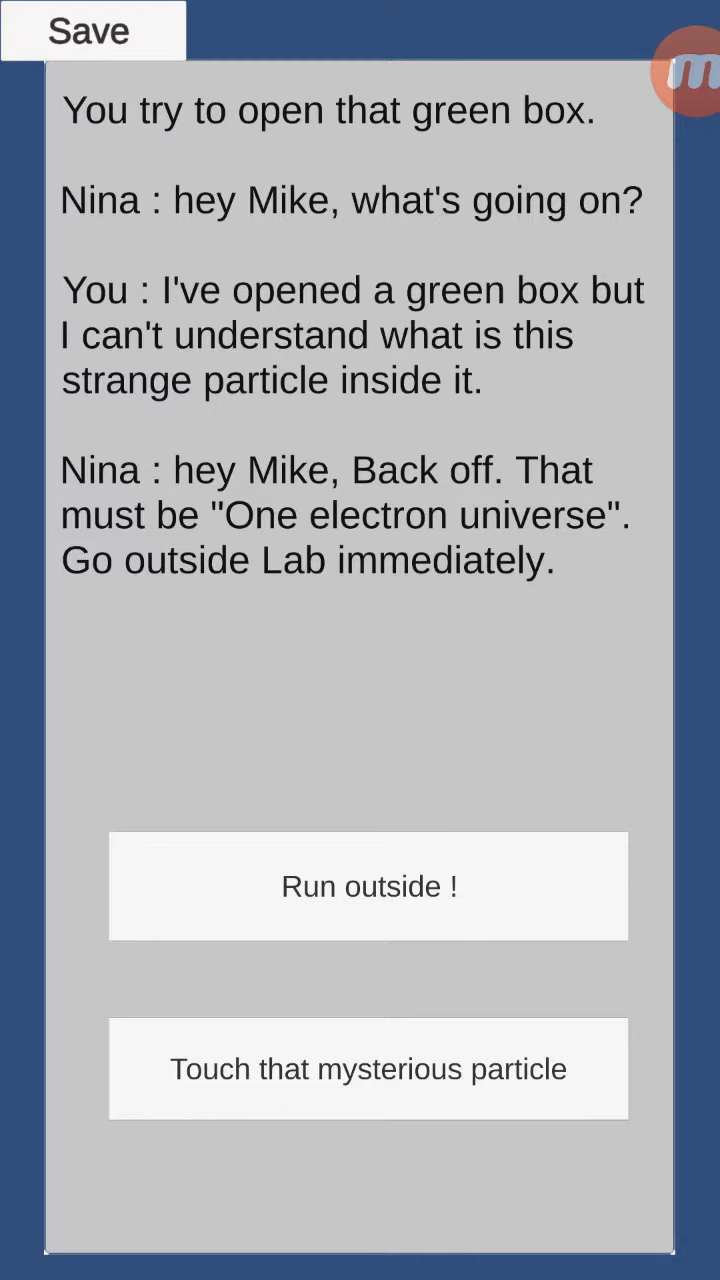 Save
You try to open that green box.
Nina : hey Mike, what's going on?
You : I've opened a green box but
I can't understand what is this
strange particle inside it.
Nina : hey Mike, Back off. That
must be "One electron universe".
Go outside Lab immediately.
Run outside !
Touch that mysterious particle